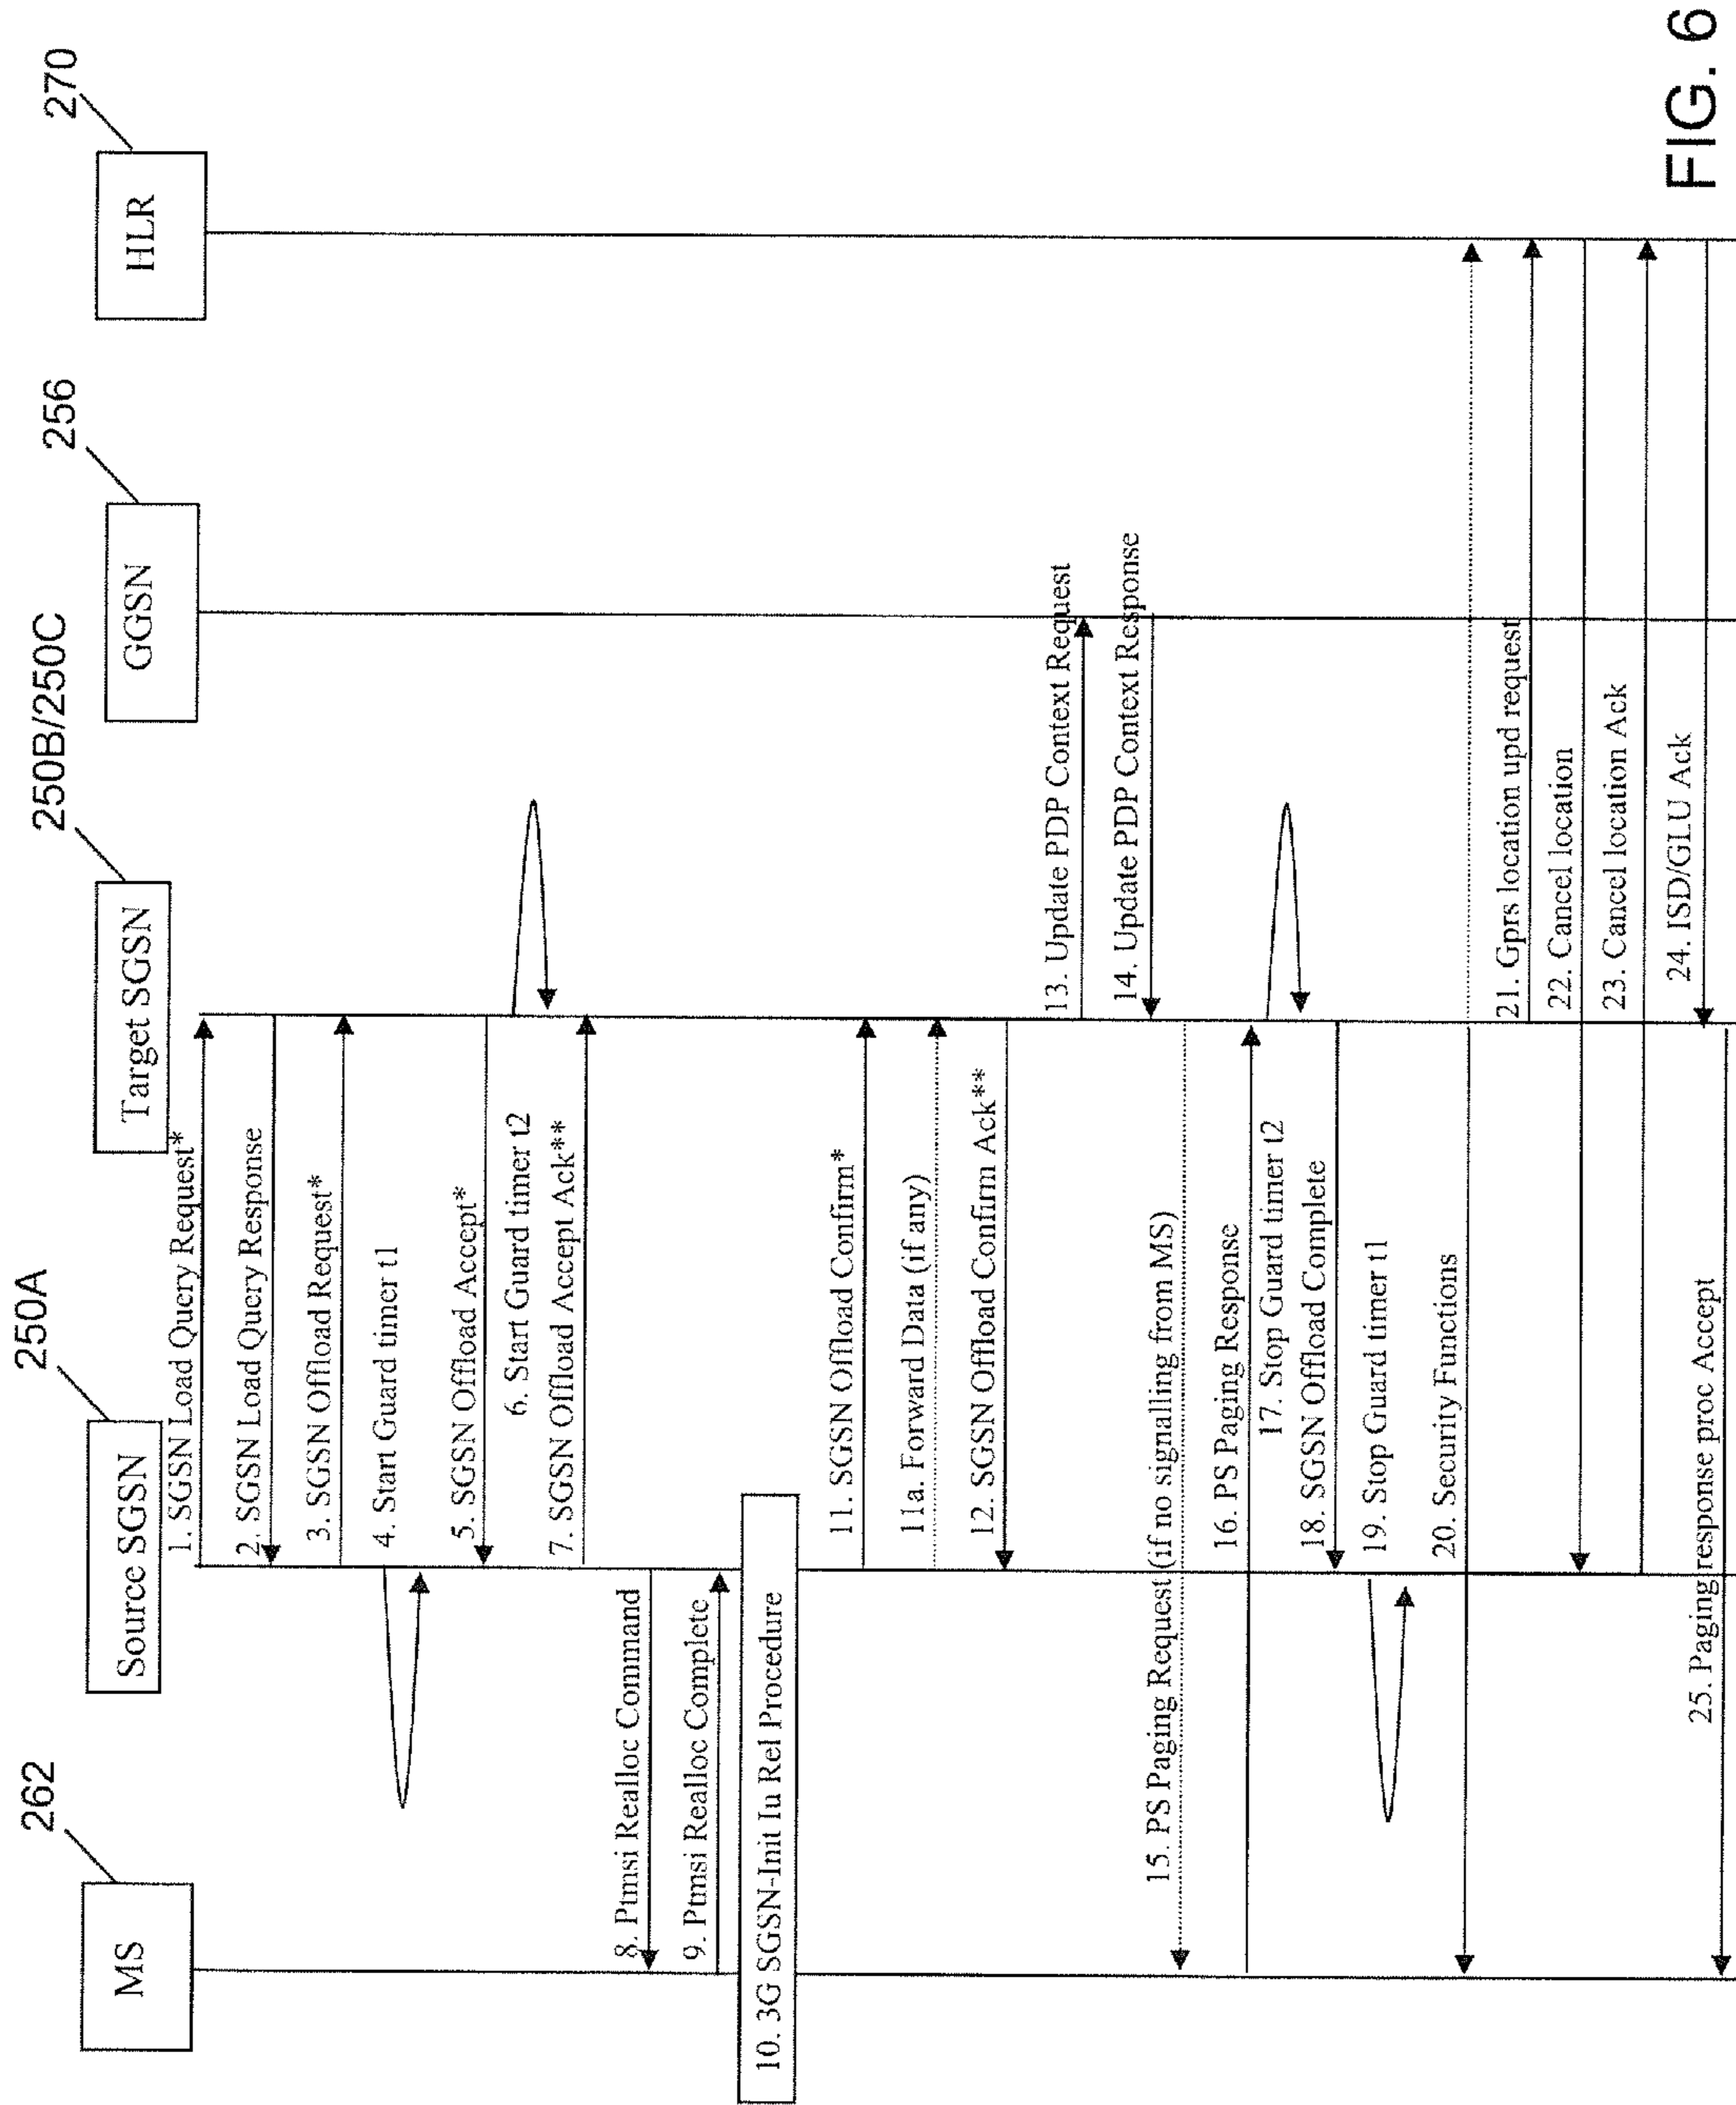 262
250A
250B/250C
256
270
MS
Source SGSN
Target SGSN
GGSN
HLR
1. SGSN Load Query Request*
2. SGSN Load Query Response
3. SGSN Offload Request*
4. Start Guard timer t1
5. SGSN Offload Accept*
6. Start Guard timer t2
7. SGSN Offload Accept Ack**
8. Ptmsi Realloc Command
9. Ptmsi Realloc Complete
10. 3G SGSN-Init Iu Rel Procedure
11. SGSN Offload Confirm*
11a. Forward Data (if any)
12. SGSN Offload Confirm Ack**
13. Update PDP Context Request
14. Update PDP Context Response
15. PS Paging Request (if no signalling from MS)
16. PS Paging Response
17. Stop Guard timer t2
18. SGSN Offload Complete
19. Stop Guard timer t1
20. Security Functions
21. Gprs location upd request
22. Cancel location
23. Cancel location Ack
24. ISD/GLU Ack
25. Paging response proc Accept
FIG. 6